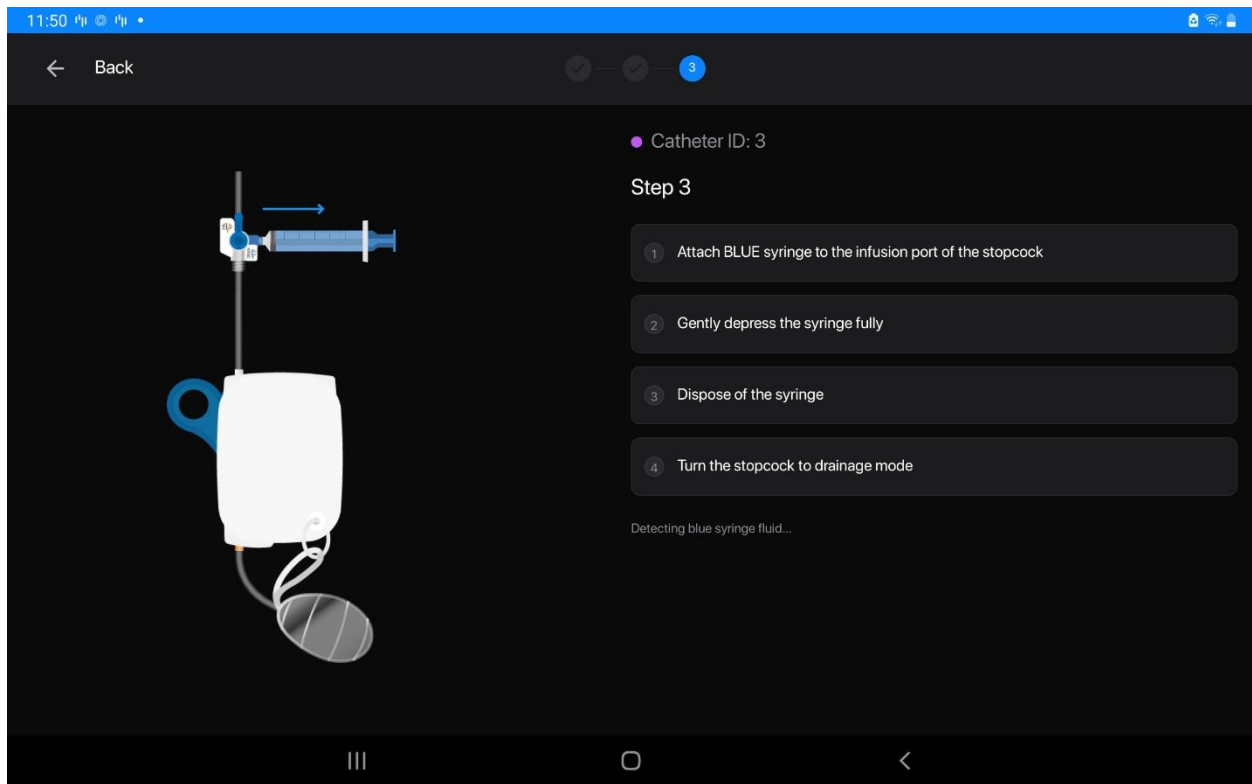 11:50
Back
3
Catheter ID: 3
Step 3
1 Attach BLUE syringe to the infusion port of the stopcock
2 Gently depress the syringe fully
3 Dispose of the syringe
4 Turn the stopcock to drainage mode
Detecting blue syringe fluid...